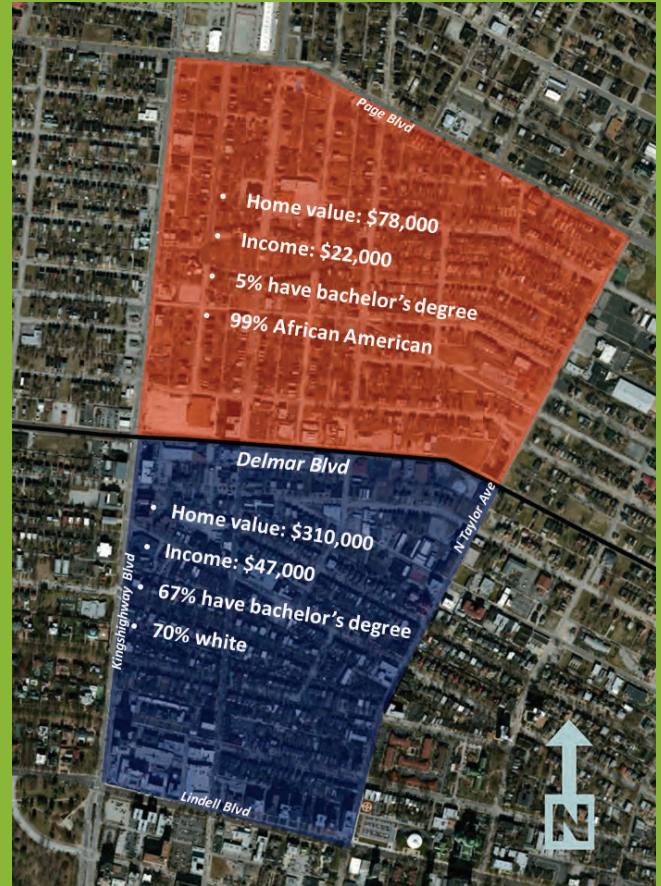 Page Blvd
• Home value: $78,000
• Income: $22,000
• 5% have bachelor’s degree
• 99% African American
Delmar Blvd
N Taylor Ave
• Home value: $310,000
• Income: $47,000
• 67% have bachelor’s degree
• 70% white
Kingshighway Blvd
Lindell Blvd
N